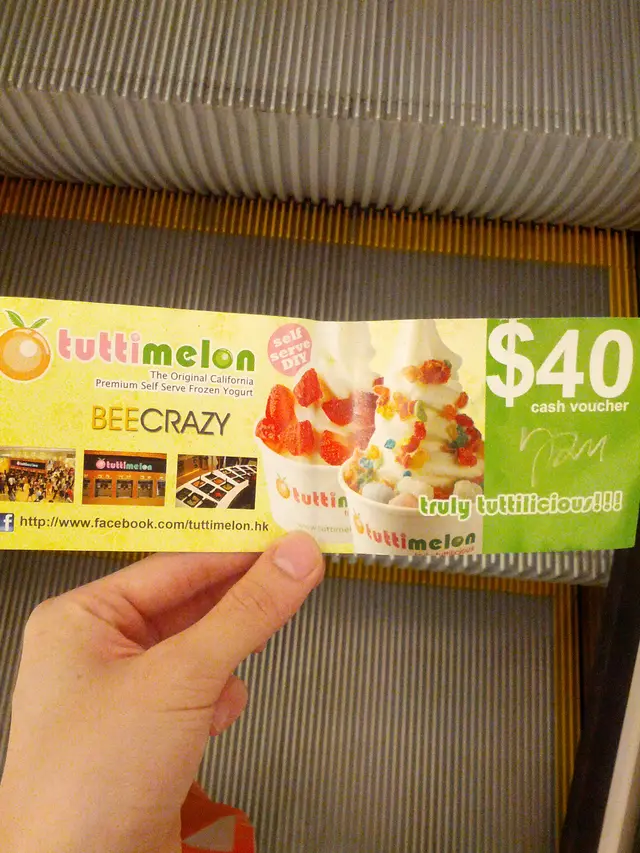 tuttimelon
The Original California
Premium Self Serve Frozen Yogurt
BEECRAZY
tuttimelon
http://www.facebook.com/tuttimelon.hk
self
serve
DIY
tuttim
tuttimelon
$40
cash voucher
truly tuttilicious!!!